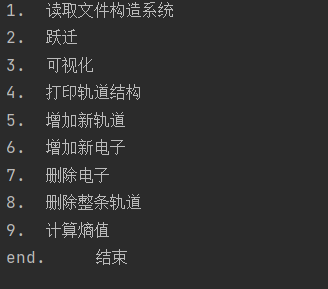 1. 读取文件构造系统
2. 跃迁
3. 可视化
4. 打印轨道结构
5. 增加新轨道
6. 增加新电子
7. 删除电子
8. 删除整条轨道
9. 计算熵值
end. 结束